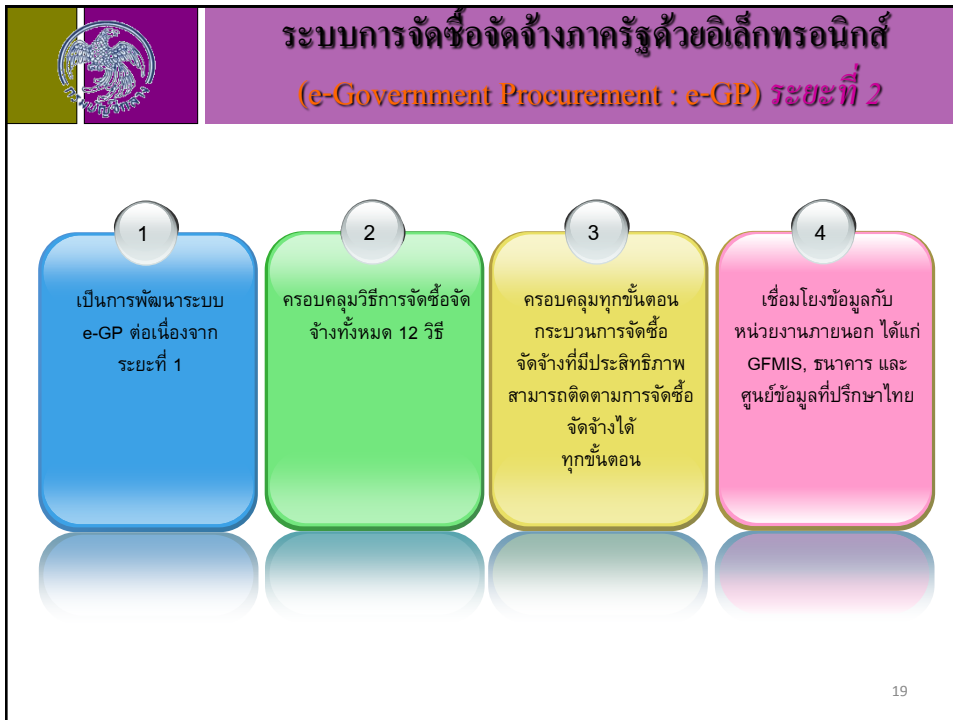 ระบบการจัดซื้อจัดจ้างภาครัฐด้วยอิเล็กทรอนิกส์
(e-Government Procurement : e-GP) ระยะที่ 2
กรมบัญชีกลาง
1
เป็นการพัฒนาระบบ
e-GP ต่อเนื่องจาก
ระยะที่ 1
2
ครอบคลุมวิธีการจัดซื้อจัด
จ้างทั้งหมด 12 วิธี
3
ครอบคลุมทุกขั้นตอน
กระบวนการจัดซื้อ
จัดจ้างที่มีประสิทธิภาพ
สามารถติดตามการจัดซื้อ
จัดจ้างได้
ทุกขั้นตอน
4
เชื่อมโยงข้อมูลกับ
หน่วยงานภายนอก ได้แก่
GFMIS, ธนาคาร และ
ศูนย์ข้อมูลที่ปรึกษาไทย
19